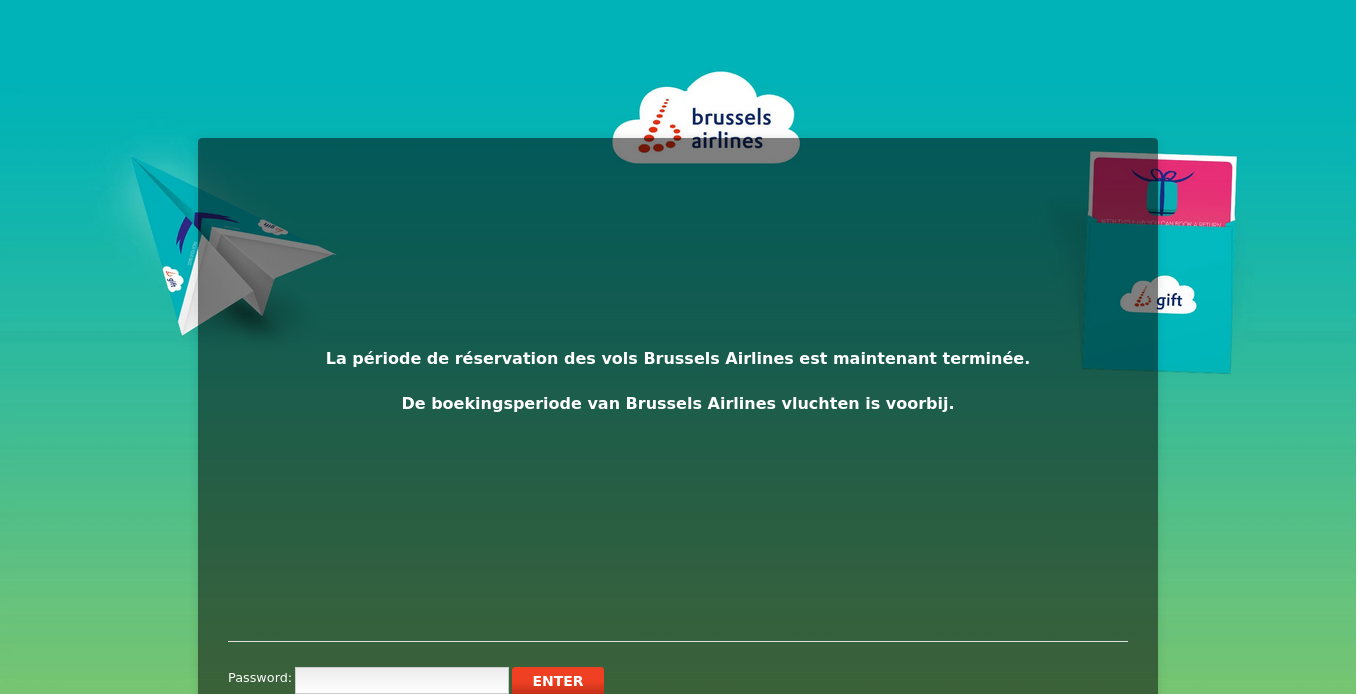 brussels
airlines
gift
La période de réservation des vols Brussels Airlines est maintenant terminée.
De boekingsperiode van Brussels Airlines vluchten is voorbij.
Password:
ENTER